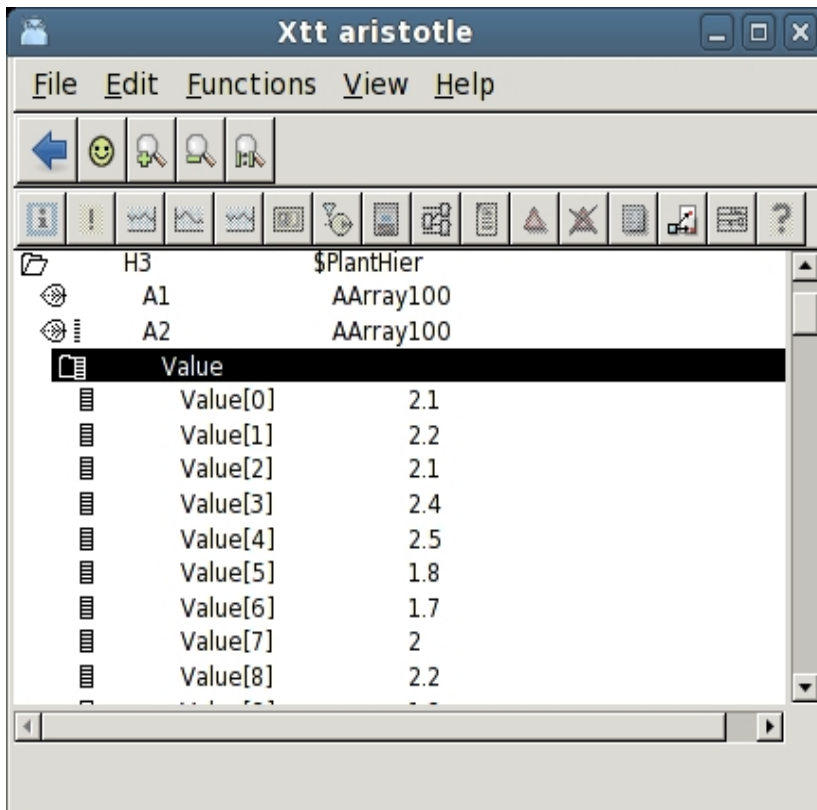 Xtt aristotle
File Edit Functions View Help
H3 $PlantHier
A1 AArray100
A2 AArray100
Value
Value[0] 2.1
Value[1] 2.2
Value[2] 2.1
Value[3] 2.4
Value[4] 2.5
Value[5] 1.8
Value[6] 1.7
Value[7] 2
Value[8] 2.2